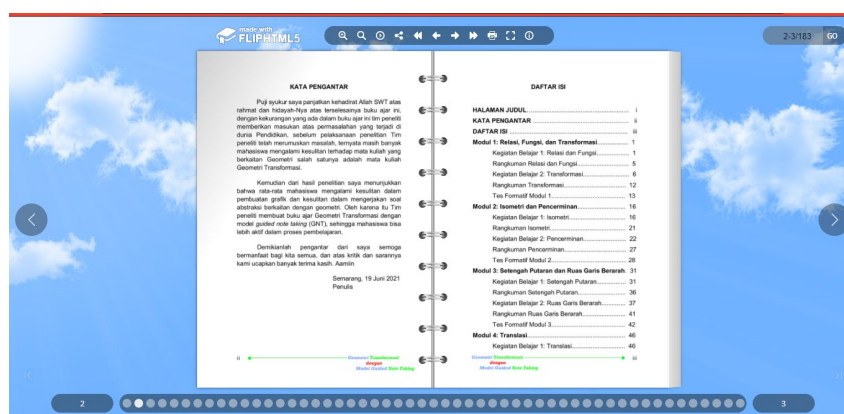 made with
FLIPHTML5
2-3/183 GO
KATA PENGANTAR
Puji syukur saya panjatkan kehadirat Allah SWT atas
rahmat dan hidayah-Nya atas terselesainya buku ajar ini,
dengan kekurangan yang ada dalam buku ajar ini tim peneliti
memberikan masukan atas permasalahan yang terjadi di
dunia Pendidikan, sebelum pelaksanaan penelitian Tim
peneliti telah merumuskan masalah, ternyata masih banyak
mahasiswa mengalami kesulitan terhadap mata kuliah yang
berkaitan Geometri salah satunya adalah mata kuliah
Geometri Transformasi.
Kemudian dari hasil penelitian saya menunjukkan
bahwa rata-rata mahasiswa mengalami kesulitan dalam
pembuatan grafik dan kesulitan dalam mengerjakan soal
abstraksi berkaitan dengan geometri. Oleh karena itu Tim
peneliti membuat buku ajar Geometri Transformasi dengan
model guided note taking (GNT), sehingga mahasiswa bisa
lebih aktif dalam proses pembelajaran.
Demikianlah pengantar dari saya semoga
bermanfaat bagi kita semua, dan atas kritik dan sarannya
kami ucapkan banyak terima kasih. Aamiin
Semarang, 19 Juni 2021
Penulis
ii
Geometri Transformasi
dengan
Model Guided Note Taking
DAFTAR ISI
HALAMAN JUDUL i
KATA PENGANTAR ii
DAFTAR ISI iii
Modul 1: Relasi, Fungsi, dan Transformasi 1
Kegiatan Belajar 1: Relasi dan Fungsi 1
Rangkuman Relasi dan Fungsi 5
Kegiatan Belajar 2: Transformasi 6
Rangkuman Transformasi 12
Tes Formatif Modul 1 13
Modul 2: Isometri dan Pencerminan 16
Kegiatan Belajar 1: Isometri 16
Rangkuman Isometri 21
Kegiatan Belajar 2: Pencerminan 22
Rangkuman Pencerminan 27
Tes Formatif Modul 2 28
Modul 3: Setengah Putaran dan Ruas Garis Berarah. 31
Kegiatan Belajar 1: Setengah Putaran 31
Rangkuman Setengah Putaran 36
Kegiatan Belajar 2: Ruas Garis Berarah 37
Rangkuman Ruas Garis Berarah 41
Tes Formatif Modul 3 42
Modul 4: Translasi 46
Kegiatan Belajar 1: Translasi 46
Geometri Transformasi
dengan
Model Guided Note Taking
iii
2
3